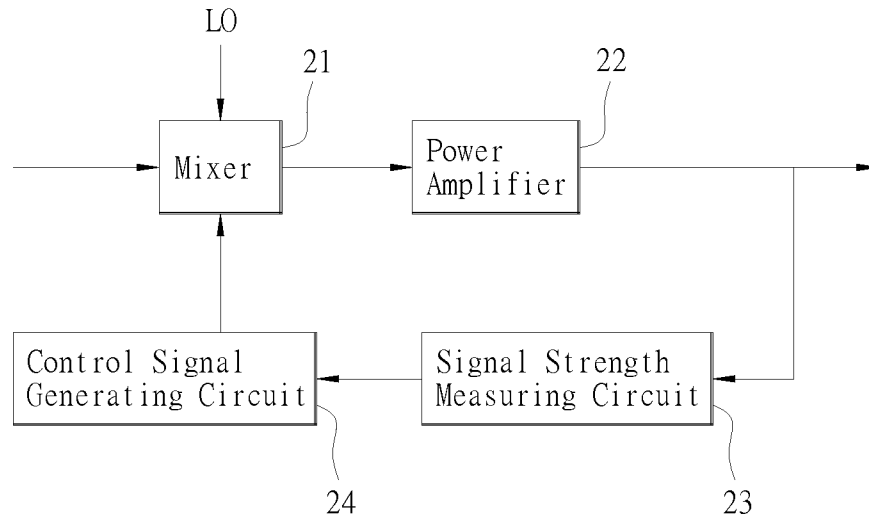 LO
21
22
Mixer
Power
Amplifier
Control Signal
Generating Circuit
Signal Strength
Measuring Circuit
24
23